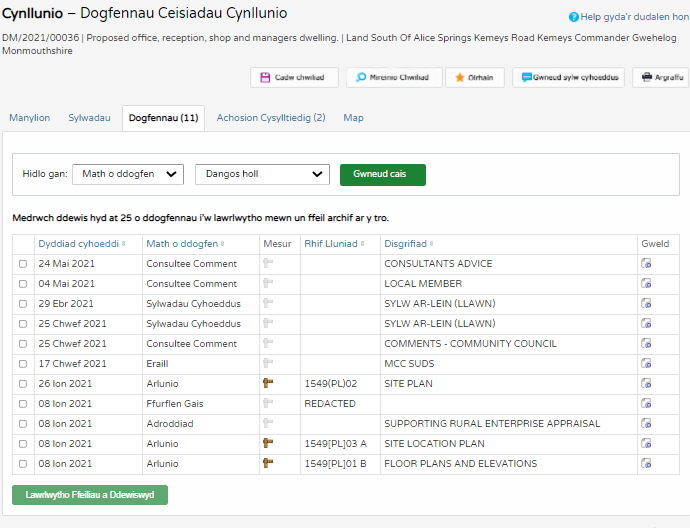 Cynllunio – Dogfennau Ceisiadau Cynllunio
Help gyda'r dudalen hon
DM/2021/00036 | Proposed office, reception, shop and managers dwelling. | Land South Of Alice Springs Kemeys Road Kemeys Commander Gwehelog
Monmouthshire
Cadw chwiliad Mireinio Chwiliad Olrhain Gwneud sylw cyhoeddus Argraffu
Manylion Sylwadau Dogfennau (11) Achosion Cysylltiedig (2) Map
Hidlo gan: Math o ddogfen Dangos holl Gwneud cais
Medrwch ddewis hyd at 25 o ddogfennau i'w lawrlwytho mewn un ffeil archif ar y tro.
Dyddiad cyhoeddi Math o ddogfen Mesur Rhif Lluniad Disgrifiad Gweld
24 Mai 2021 Consultee Comment CONSULTANTS ADVICE
04 Mai 2021 Consultee Comment LOCAL MEMBER
29 Ebr 2021 Sylwadau Cyhoeddus SYLW AR-LEIN (LLAWN)
25 Chwef 2021 Sylwadau Cyhoeddus SYLW AR-LEIN (LLAWN)
25 Chwef 2021 Consultee Comment COMMENTS - COMMUNITY COUNCIL
17 Chwef 2021 Eraill MCC SUDS
26 Ion 2021 Arlunio 1549(PL)02 SITE PLAN
08 Ion 2021 Ffurflen Gais REDACTED
08 Ion 2021 Adroddiad SUPPORTING RURAL ENTERPRISE APPRAISAL
08 Ion 2021 Arlunio 1549[PL]03 A SITE LOCATION PLAN
08 Ion 2021 Arlunio 1549[PL]01 B FLOOR PLANS AND ELEVATIONS
Lawrlwytho Ffeiliau a Ddewiswyd